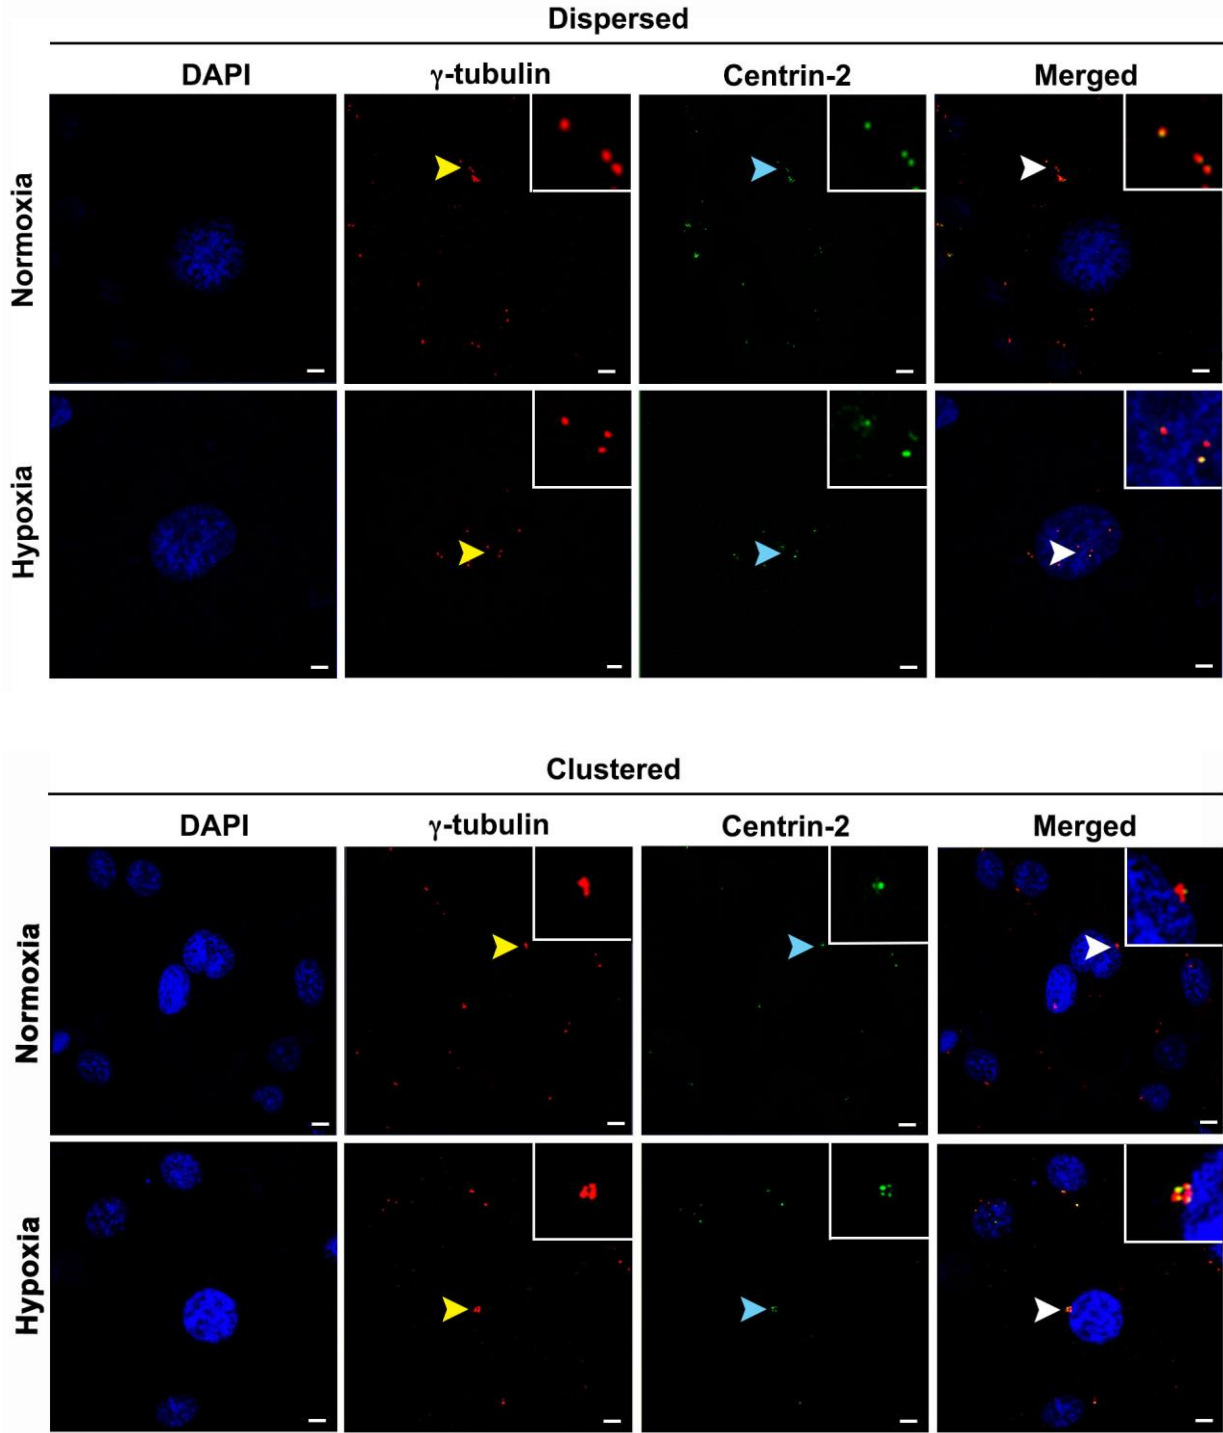 Dispersed
DAPI γ-tubulin Centrin-2 Merged
Normoxia
Hypoxia
Clustered
DAPI γ-tubulin Centrin-2 Merged
Normoxia
Hypoxia